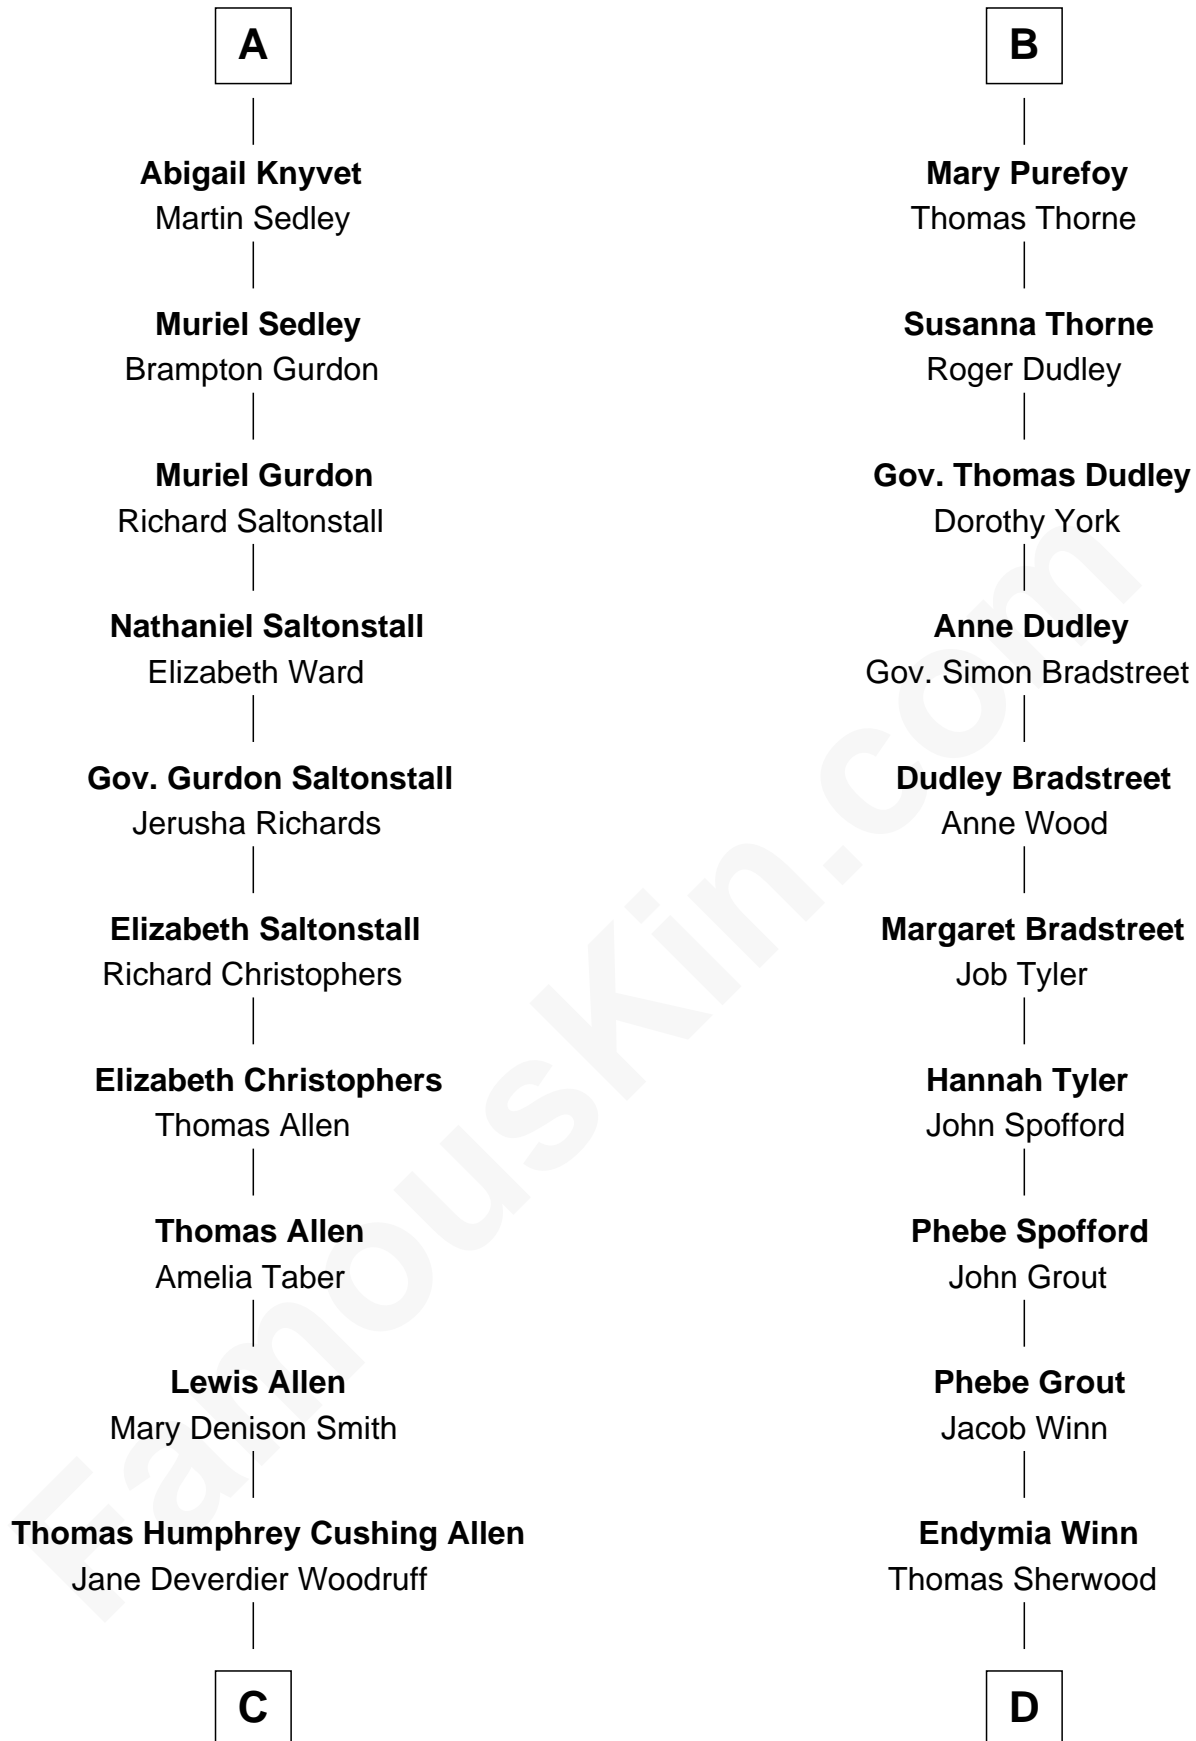 A
Abigail Knyvet
Martin Sedley
Muriel Sedley
Brampton Gurdon
Muriel Gurdon
Richard Saltonstall
Nathaniel Saltonstall
Elizabeth Ward
Gov. Gurdon Saltonstall
Jerusha Richards
Elizabeth Saltonstall
Richard Christophers
Elizabeth Christophers
Thomas Allen
Thomas Allen
Amelia Taber
Lewis Allen
Mary Denison Smith
Thomas Humphrey Cushing Allen
Jane Deverdier Woodruff
C
B
Mary Purefoy
Thomas Thorne
Susanna Thorne
Roger Dudley
Gov. Thomas Dudley
Dorothy York
Anne Dudley
Gov. Simon Bradstreet
Dudley Bradstreet
Anne Wood
Margaret Bradstreet
Job Tyler
Hannah Tyler
John Spofford
Phebe Spofford
John Grout
Phebe Grout
Jacob Winn
Endymia Winn
Thomas Sherwood
D
FamousKin.com